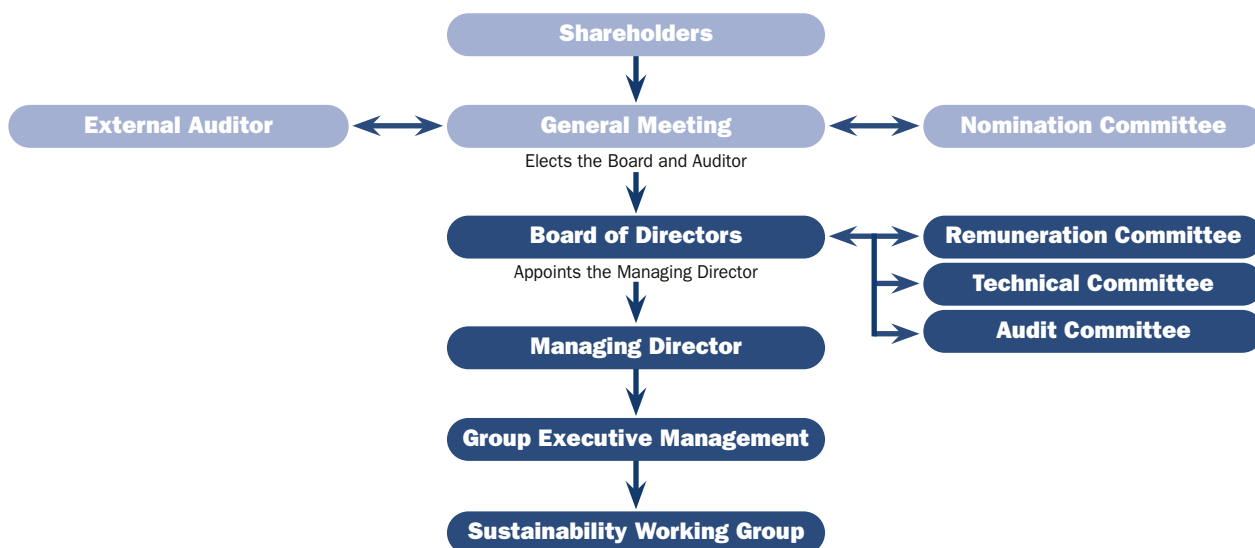 Shareholders
External Auditor
General Meeting
Nomination Committee
Elects the Board and Auditor
Board of Directors
Remuneration Committee
Appoints the Managing Director
Technical Committee
Audit Committee
Managing Director
Group Executive Management
Sustainability Working Group